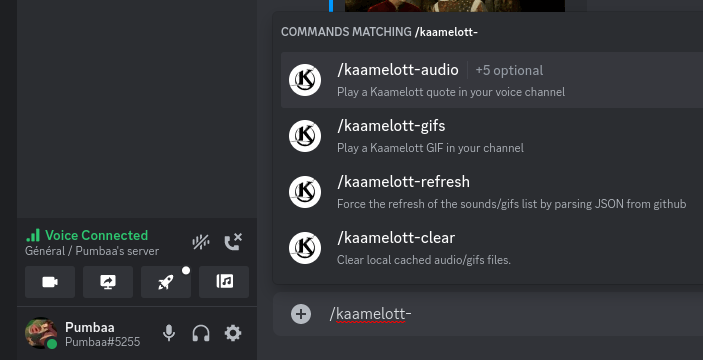 COMMANDS MATCHING /kaamelott-
/kaamelott-audio +5 optional
Play a Kaamelott quote in your voice channel
/kaamelott-gifs
Play a Kaamelott GIF in your channel
/kaamelott-refresh
Force the refresh of the sounds/gifs list by parsing JSON from github
/kaamelott-clear
Clear local cached audio/gifs files.
/kaamelott-
Voice Connected
Général / Pumbaa's server
Pumbaa
Pumbaa#5255